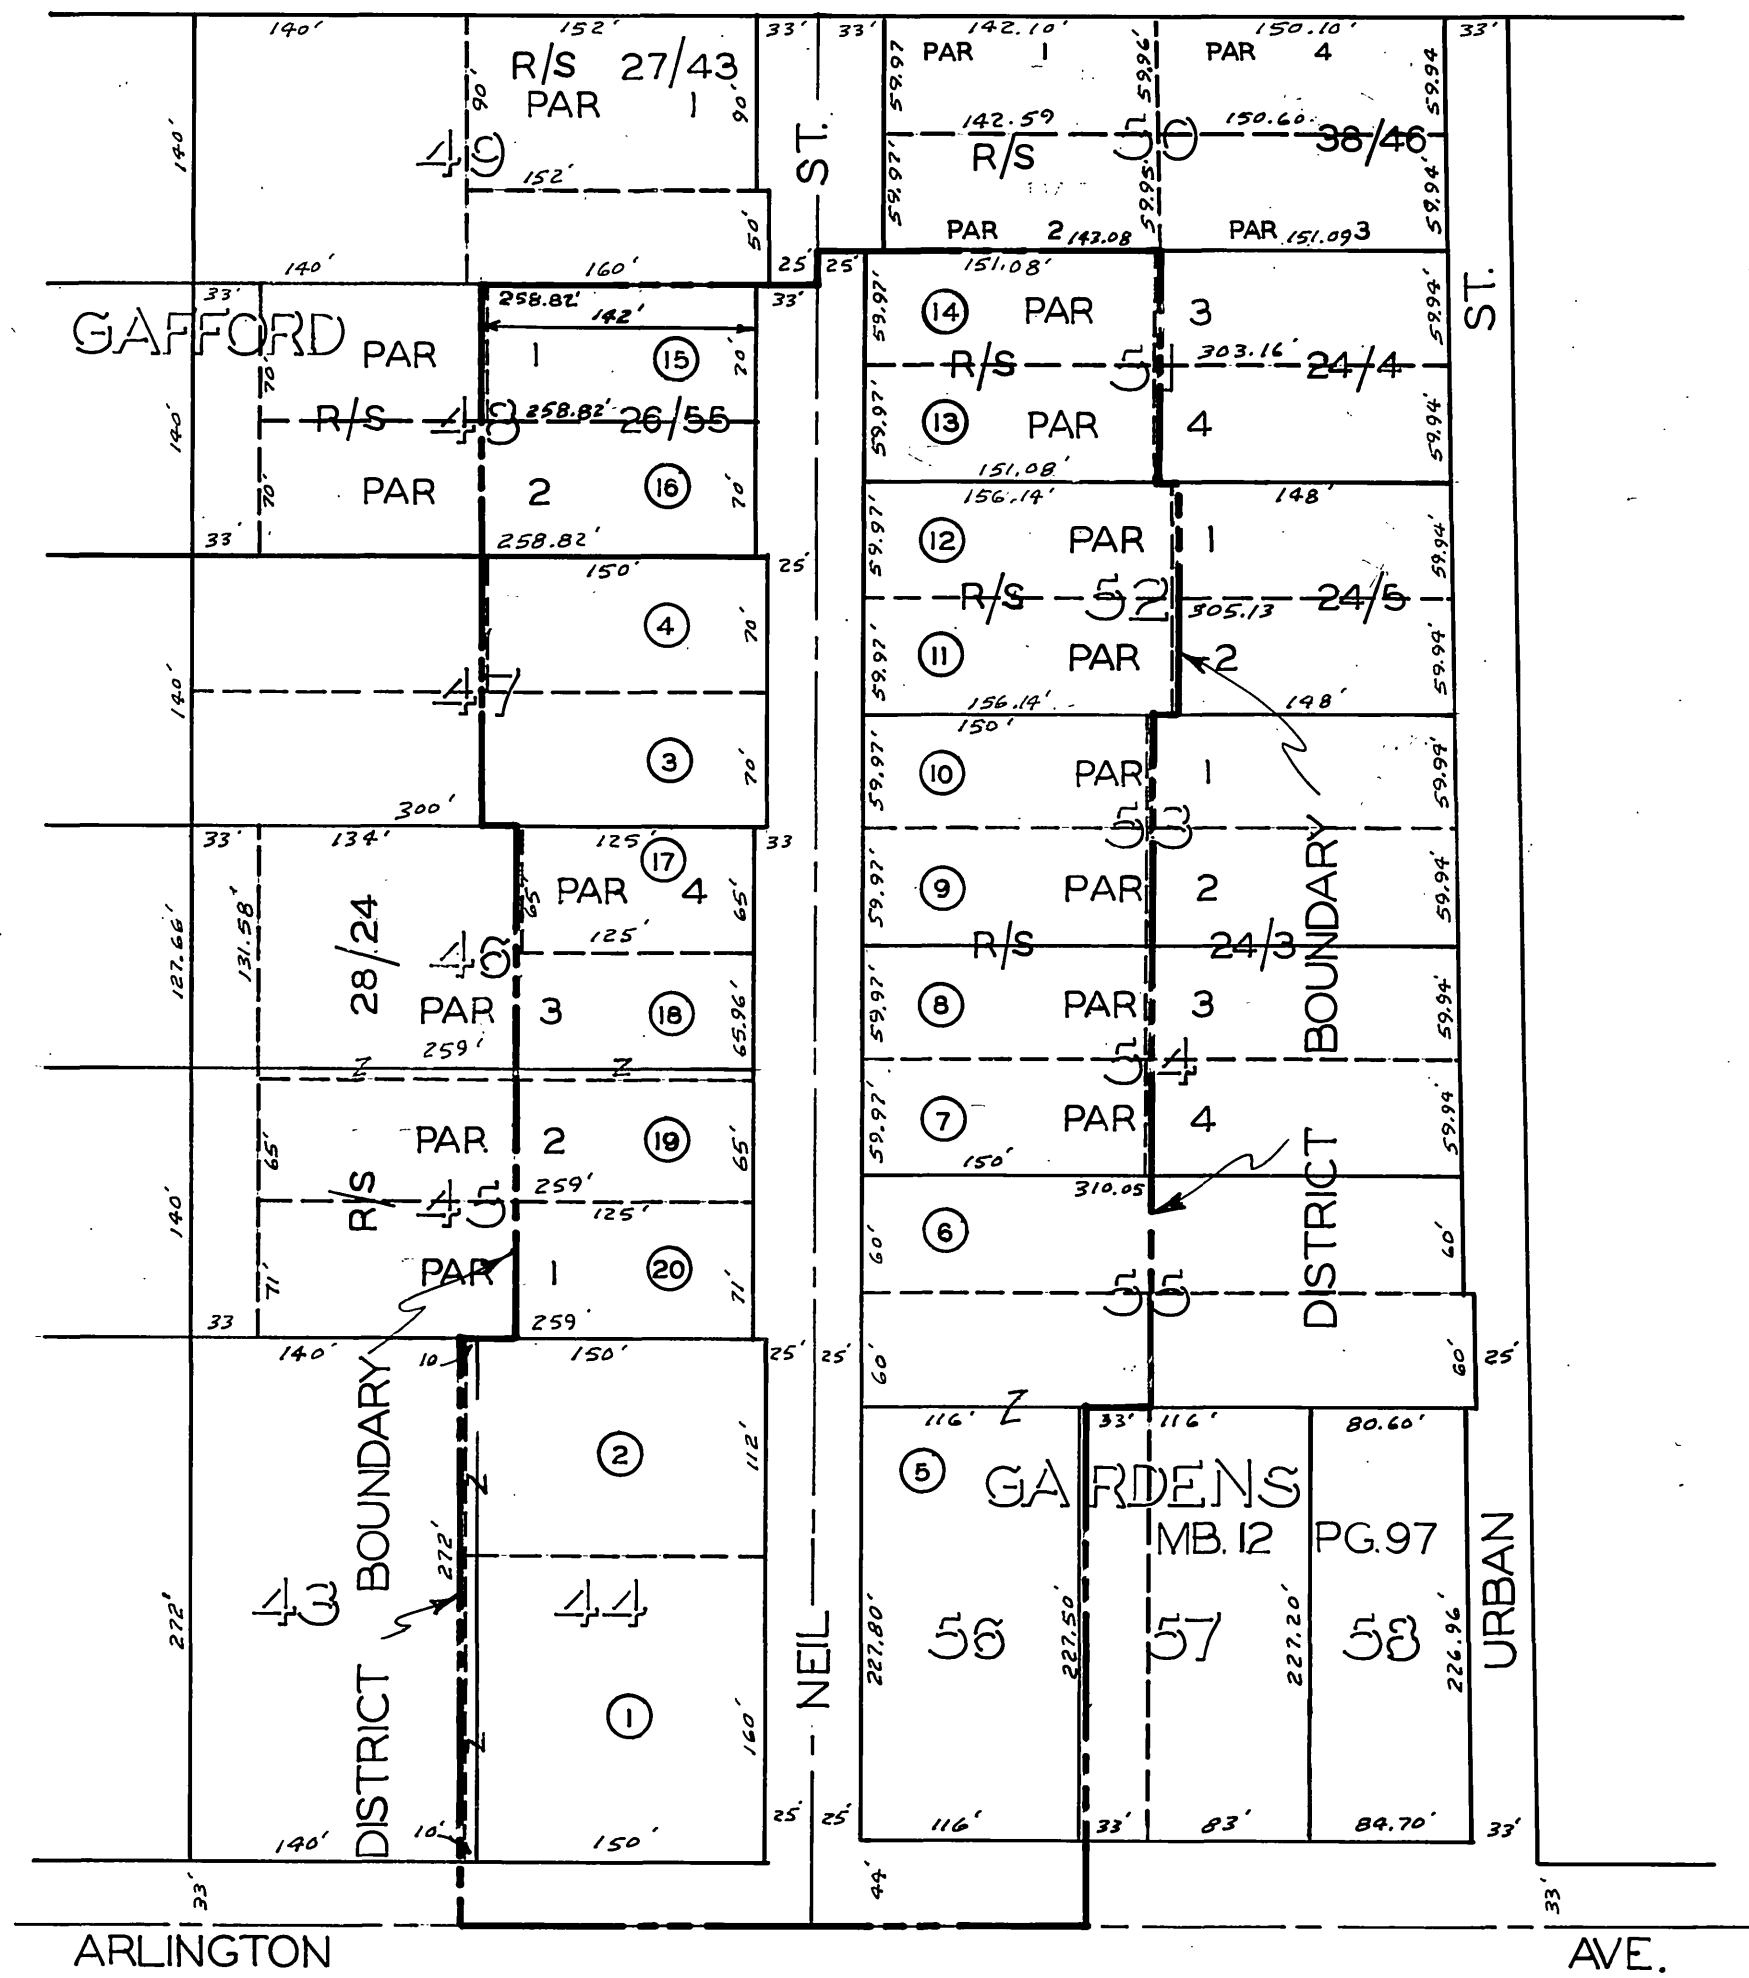 140' 152' 33' 33' 142.10' 150.10' 33'
R/S 27/43
PAR 1
90' 90'
140'
49
152'
50'
ST.
PAR 1 PAR 4
59.97 59.96' 59.94
142.59 150.60
R/S 50 38/46
59.97' 59.95' 59.94'
PAR 2 143.08 PAR 3 151.09
140' 160' 25' 25' 151.08'
33' 258.82' 33'
142'
GAFFORD
PAR 1 15
70' 70'
140'
R/S 48 258.82' 26/55
PAR 2 16
70' 70'
33' 258.82'
59.97' 14 PAR 3 59.94'
ST.
R/S 51 303.16' 24/4
59.97' 13 PAR 4 59.94'
151.08'
156.14' 148'
59.97' 12 PAR 1 59.94'
R/S 52 305.13 24/5
59.97' 11 PAR 2 59.94'
156.14' 148'
150' 25'
4 70'
140' 47
3 70'
300'
150'
59.97' 10 PAR 1 59.94'
53
59.97' 9 PAR 2 59.94'
R/S 24/3
59.97' 8 PAR 3 59.94'
54
59.97' 7 PAR 4 59.94'
150'
310.05
33' 134' 125' 33
17
PAR 4
65' 65'
127.66' 131.58' 28/24 46
125'
PAR 3 18
65.96'
259'
Z Z
PAR 2 19
65' 65'
259'
140' R/S 45
125'
PAR 1 20
71' 71'
33 259'
6
60' 60'
55
60' 60'
25'
DISTRICT BOUNDARY
140' 10 150' 25' 25'
2 112'
Z
272' 272'
43 44
1 160'
Z
DISTRICT BOUNDARY
140' 10' 150' 25' 25'
NEIL
Z
116' 33' 116' 80.60'
5
GARDENS
MB. 12 PG. 97
56 57 58
227.80' 227.50' 227.20' 226.96'
URBAN
116' 33' 83' 84.70' 33'
33' 44' 33'
ARLINGTON AVE.